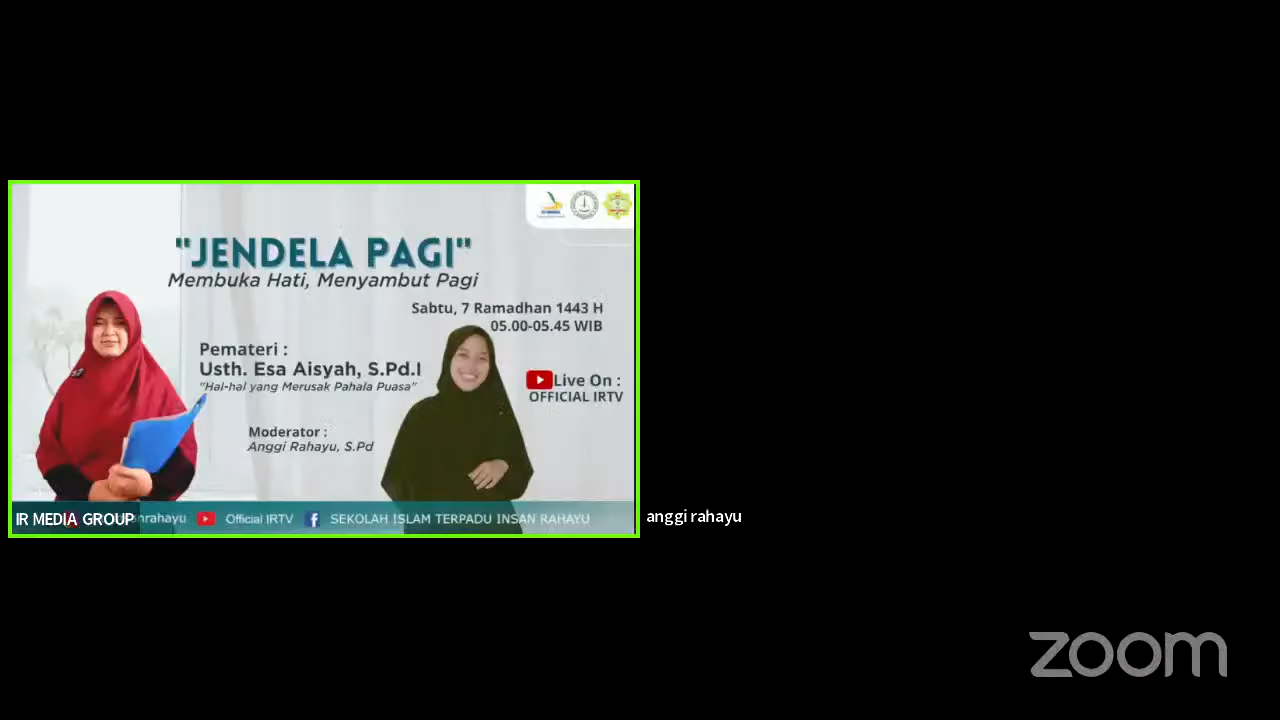 "JENDELA PAGI"
Membuka Hati, Menyambut Pagi
Sabtu, 7 Ramadhan 1443 H
05.00-05.45 WIB
Pemateri :
Usth. Esa Aisyah, S.Pd.I
"Hal-hal yang Merusak Pahala Puasa"
Live On :
OFFICIAL IRTV
Moderator :
Anggi Rahayu, S.Pd
IR MEDIA GROUP
Official IRTV
SEKOLAH ISLAM TERPADU INSAN RAHAYU
anggi rahayu
zoom